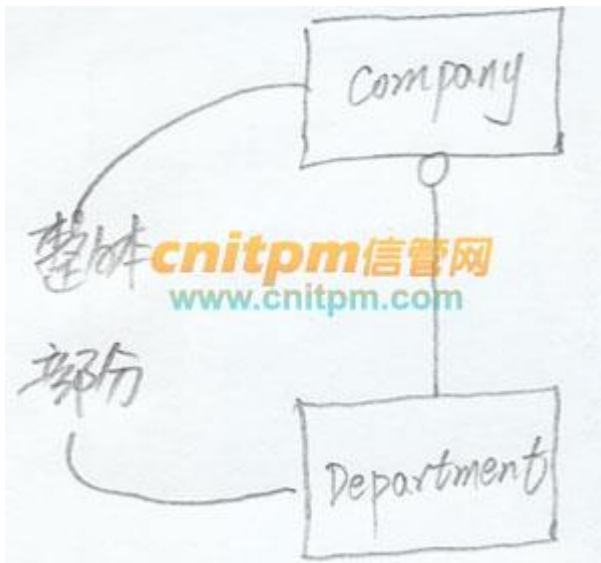 Company
整体
cnitpm信管网
www.cnitpm.com
部分
Department